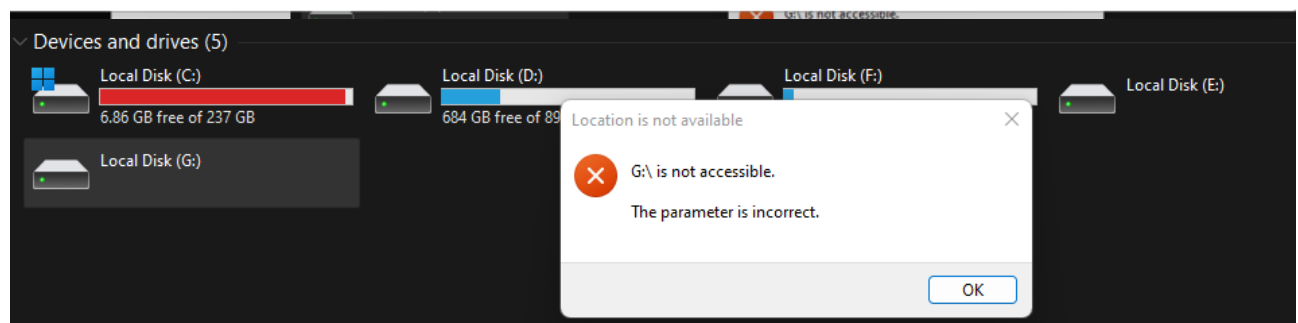 G:\ is not accessible.
Devices and drives (5)
Local Disk (C:)
6.86 GB free of 237 GB
Local Disk (D:)
684 GB free of 89
Local Disk (F:)
Local Disk (E:)
Local Disk (G:)
Location is not available
G:\ is not accessible.
The parameter is incorrect.
OK